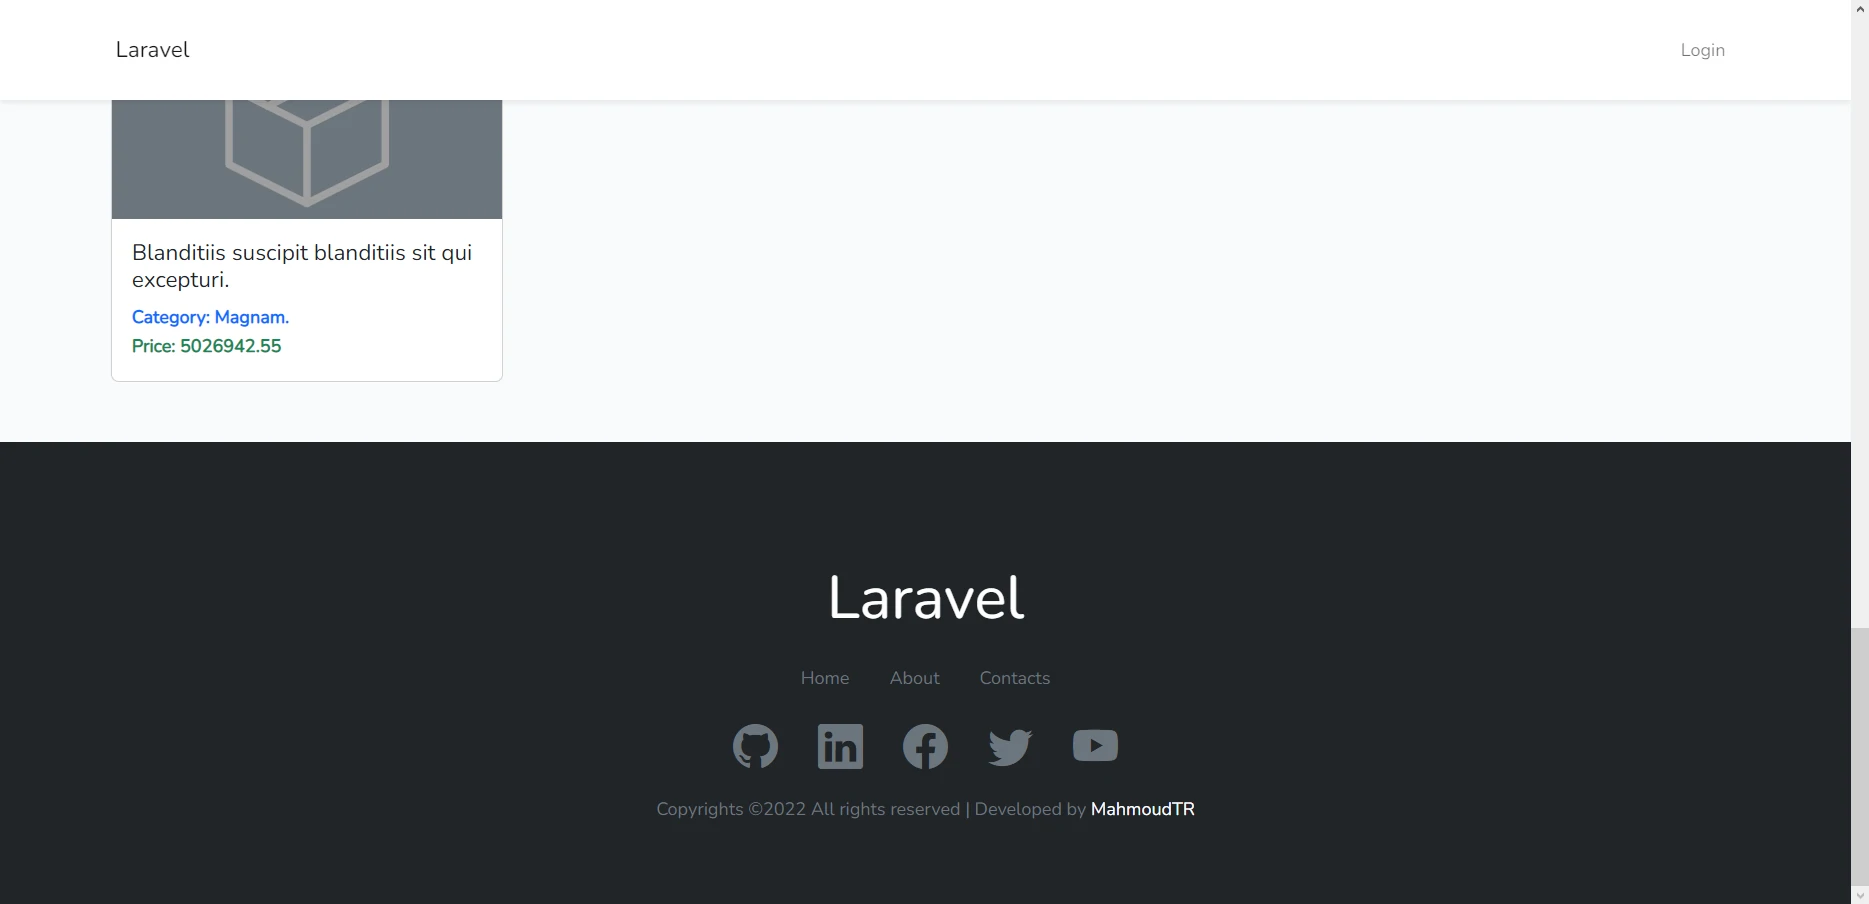 Laravel
Login
Blanditiis suscipit blanditiis sit qui
excepturi.
Category: Magnam.
Price: 5026942.55
Laravel
Home About Contacts
Copyrights ©2022 All rights reserved | Developed by MahmoudTR